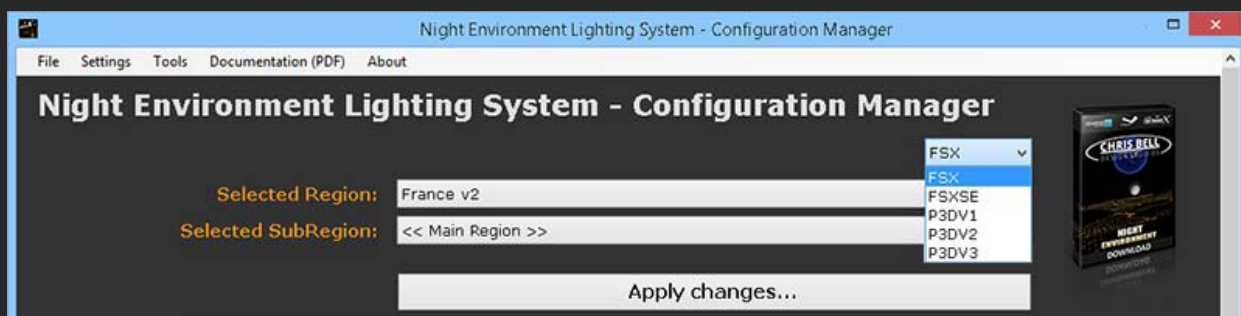 Night Environment Lighting System - Configuration Manager
File Settings Tools Documentation (PDF) About
Night Environment Lighting System - Configuration Manager
FSX
FSX
FSXSE
P3DV1
P3DV2
P3DV3
Selected Region: France v2
Selected SubRegion: << Main Region >>
Apply changes...
CHRIS BELL
NIGHT
ENVIRONMENT
DOWNLOAD